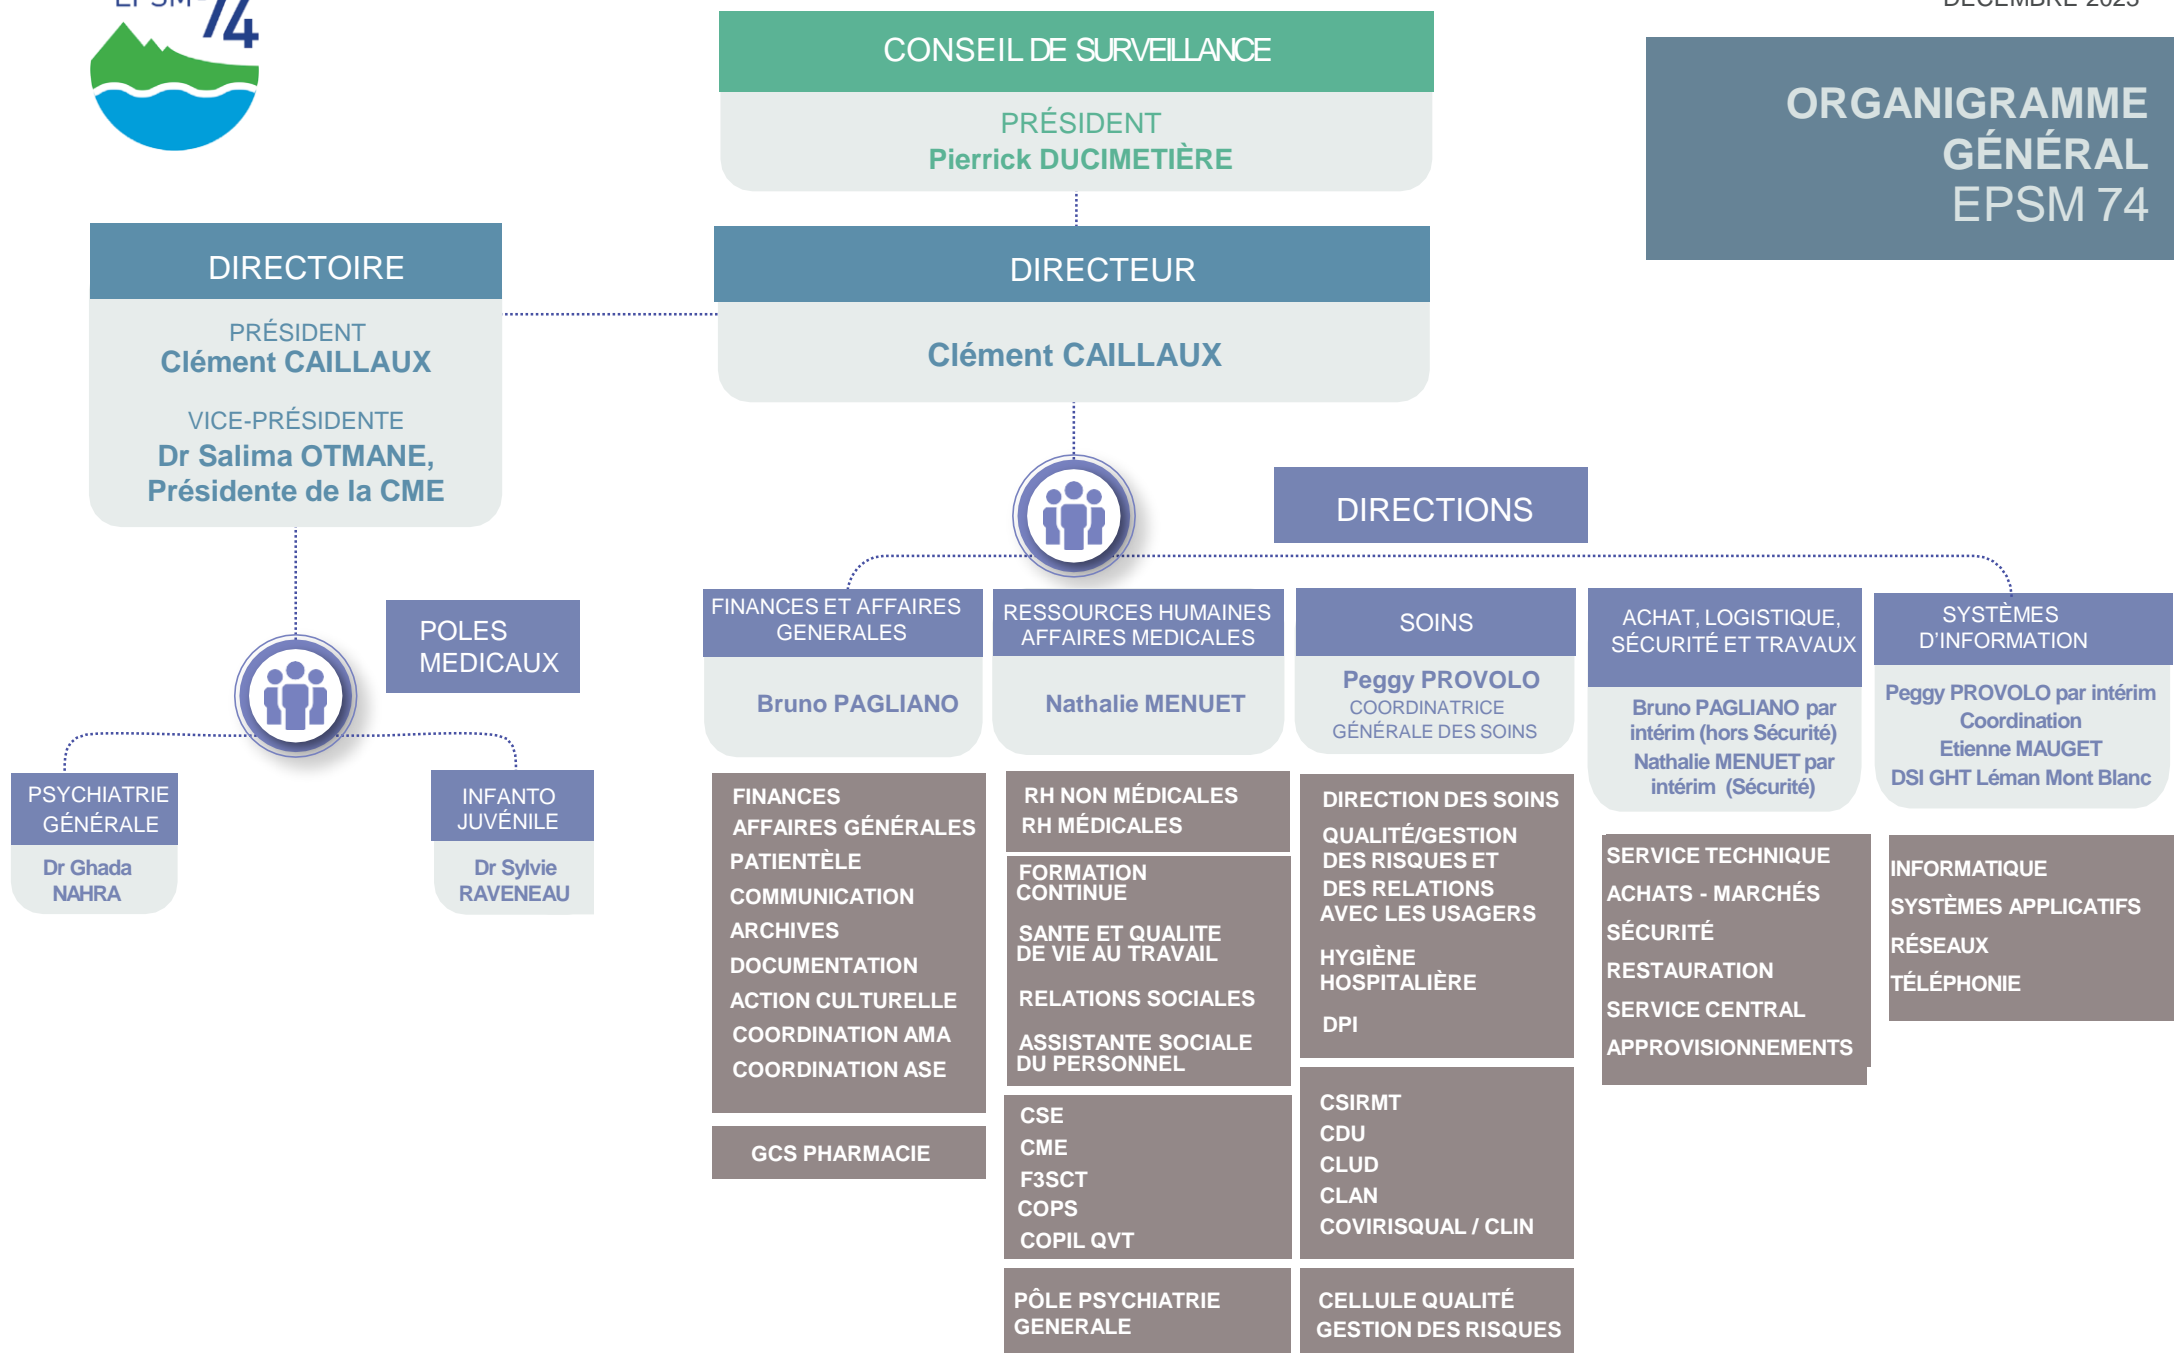 EPSM 74
DÉCEMBRE 2023
ORGANIGRAMME
GÉNÉRAL
EPSM 74
CONSEIL DE SURVEILLANCE
PRÉSIDENT
Pierrick DUCIMETIÈRE
DIRECTOIRE
PRÉSIDENT
Clément CAILLAUX
VICE-PRÉSIDENTE
Dr Salima OTMANE,
Présidente de la CME
DIRECTEUR
Clément CAILLAUX
POLES
MEDICAUX
PSYCHIATRIE
GÉNÉRALE
Dr Ghada
NAHRA
INFANTO
JUVÉNILE
Dr Sylvie
RAVENEAU
DIRECTIONS
FINANCES ET AFFAIRES
GENERALES
Bruno PAGLIANO
FINANCES
AFFAIRES GÉNÉRALES
PATIENTÈLE
COMMUNICATION
ARCHIVES
DOCUMENTATION
ACTION CULTURELLE
COORDINATION AMA
COORDINATION ASE
GCS PHARMACIE
RESSOURCES HUMAINES
AFFAIRES MEDICALES
Nathalie MENUET
RH NON MÉDICALES
RH MÉDICALES
FORMATION
CONTINUE
SANTE ET QUALITE
DE VIE AU TRAVAIL
RELATIONS SOCIALES
ASSISTANTE SOCIALE
DU PERSONNEL
CSE
CME
F3SCT
COPS
COPIL QVT
PÔLE PSYCHIATRIE
GENERALE
SOINS
Peggy PROVOLO
COORDINATRICE
GÉNÉRALE DES SOINS
DIRECTION DES SOINS
QUALITÉ/GESTION
DES RISQUES ET
DES RELATIONS
AVEC LES USAGERS
HYGIÈNE
HOSPITALIÈRE
DPI
CSIRMT
CDU
CLUD
CLAN
COVIRISQUAL / CLIN
CELLULE QUALITÉ
GESTION DES RISQUES
ACHAT, LOGISTIQUE,
SÉCURITÉ ET TRAVAUX
Bruno PAGLIANO par
intérim (hors Sécurité)
Nathalie MENUET par
intérim (Sécurité)
SERVICE TECHNIQUE
ACHATS - MARCHÉS
SÉCURITÉ
RESTAURATION
SERVICE CENTRAL
APPROVISIONNEMENTS
SYSTÈMES
D'INFORMATION
Peggy PROVOLO par intérim
Coordination
Etienne MAUGET
DSI GHT Léman Mont Blanc
INFORMATIQUE
SYSTÈMES APPLICATIFS
RÉSEAUX
TÉLÉPHONIE